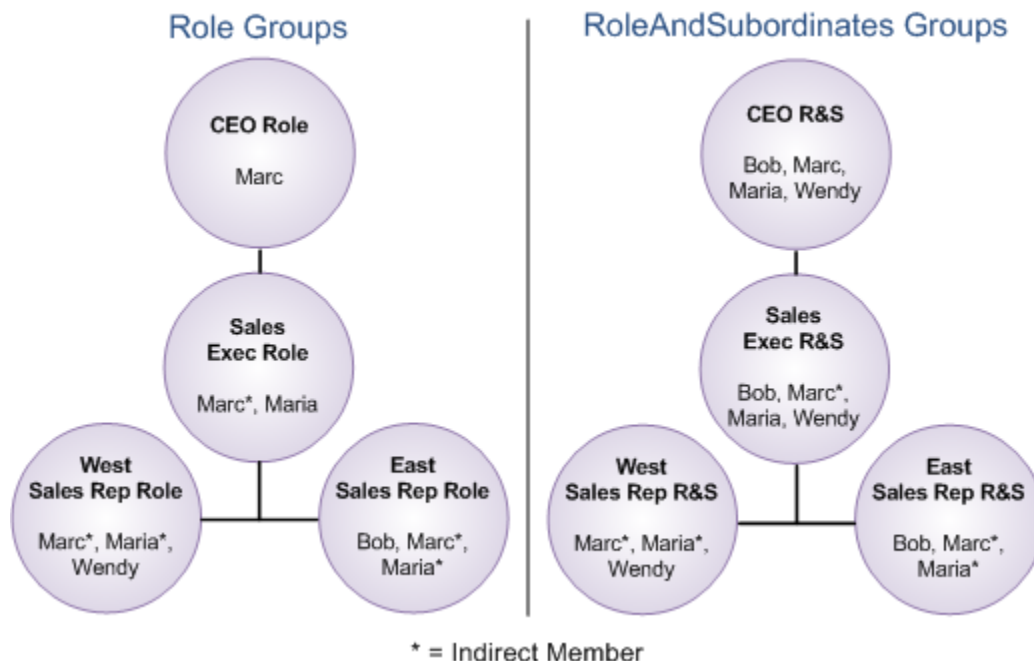 Role Groups
CEO Role
Marc
Sales
Exec Role
Marc*, Maria
West
Sales Rep Role
Marc*, Maria*,
Wendy
East
Sales Rep Role
Bob, Marc*,
Maria*
RoleAndSubordinates Groups
CEO R&S
Bob, Marc,
Maria, Wendy
Sales
Exec R&S
Bob, Marc*,
Maria, Wendy
West
Sales Rep R&S
Marc*, Maria*,
Wendy
East
Sales Rep R&S
Bob, Marc*,
Maria*
* = Indirect Member